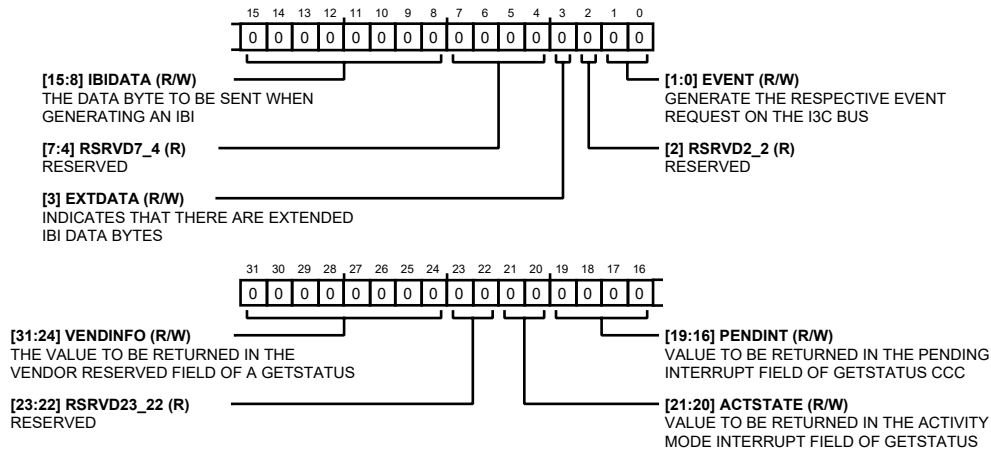 15 14 13 12 11 10 9 8 7 6 5 4 3 2 1 0
0 0 0 0 0 0 0 0 0 0 0 0 0 0 0 0
[15:8] IBIDATA (R/W)
THE DATA BYTE TO BE SENT WHEN
GENERATING AN IBI
[1:0] EVENT (R/W)
GENERATE THE RESPECTIVE EVENT
REQUEST ON THE I3C BUS
[7:4] RSRVD7_4 (R)
RESERVED
[2] RSRVD2_2 (R)
RESERVED
[3] EXTDATA (R/W)
INDICATES THAT THERE ARE EXTENDED
IBI DATA BYTES
31 30 29 28 27 26 25 24 23 22 21 20 19 18 17 16
0 0 0 0 0 0 0 0 0 0 0 0 0 0 0 0
[31:24] VENDINFO (R/W)
THE VALUE TO BE RETURNED IN THE
VENDOR RESERVED FIELD OF A GETSTATUS
[19:16] PENDINT (R/W)
VALUE TO BE RETURNED IN THE PENDING
INTERRUPT FIELD OF GETSTATUS CCC
[23:22] RSRVD23_22 (R)
RESERVED
[21:20] ACTSTATE (R/W)
VALUE TO BE RETURNED IN THE ACTIVITY
MODE INTERRUPT FIELD OF GETSTATUS